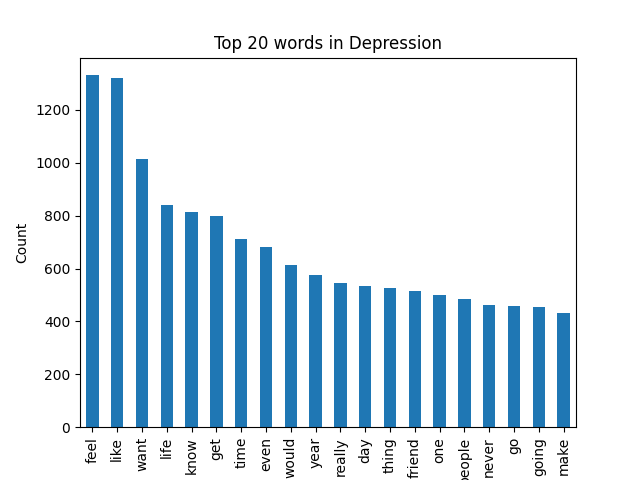 Top 20 words in Depression
Count
1200
1000
800
600
400
200
0
feel
like
want
life
know
get
time
even
would
year
really
day
thing
friend
one
people
never
go
going
make